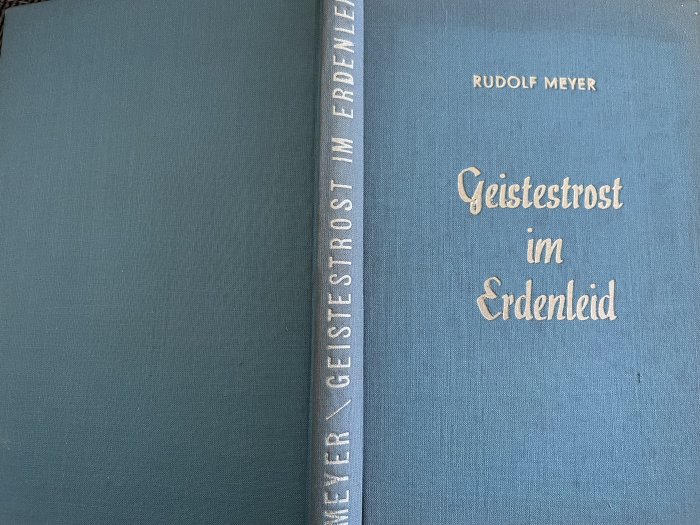 MEYER / GEISTESTROST IM ERDENLEI
RUDOLF MEYER
Geistestrost
im
Erdenleid